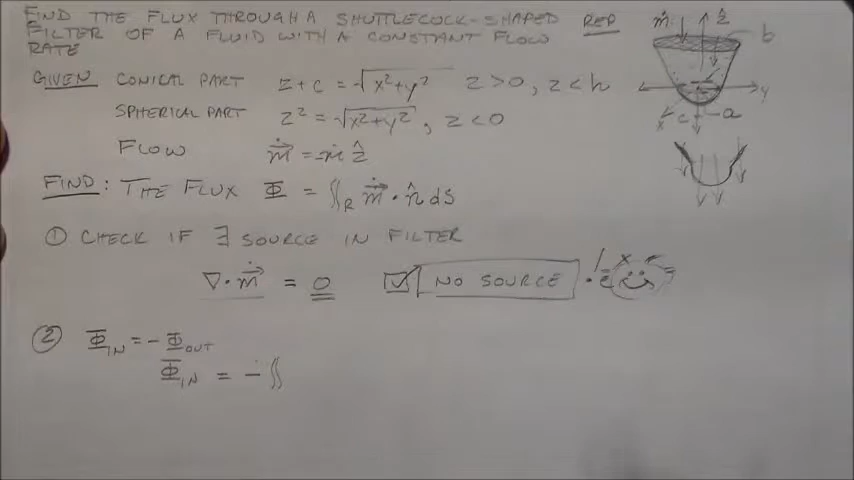 FIND THE FLUX THROUGH A SHUTTLECOCK-SHAPED REP
FILTER OF A FLUID WITH A CONSTANT FLOW
RATE
GIVEN CONICAL PART z + c = √x²+y² z>0, z<h
SPHERICAL PART z² = √x²+y², z<0
FLOW ṁ⃗ = -ṁ ẑ
FIND: THE FLUX Φ = ∬_R ṁ⃗ · n̂ dS
① CHECK IF ∃ SOURCE IN FILTER
∇ · ṁ⃗ = 0 ☑ NO SOURCE
② Φ_IN = - Φ_OUT
Φ_IN = - ∬
ṁ ẑ
b
y
x
c
a